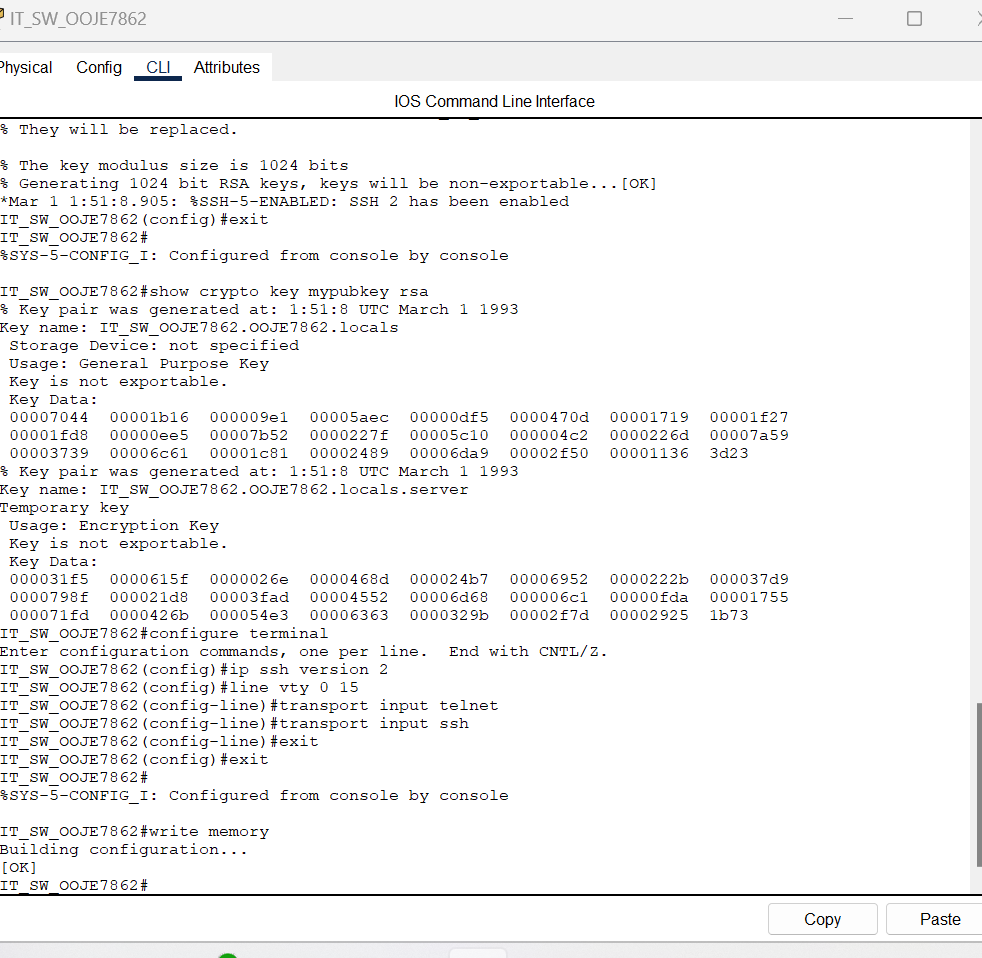 IT_SW_OOJE7862
Physical Config CLI Attributes
IOS Command Line Interface
% They will be replaced.
% The key modulus size is 1024 bits
% Generating 1024 bit RSA keys, keys will be non-exportable...[OK]
*Mar 1 1:51:8.905: %SSH-5-ENABLED: SSH 2 has been enabled
IT_SW_OOJE7862(config)#exit
IT_SW_OOJE7862#
%SYS-5-CONFIG_I: Configured from console by console
IT_SW_OOJE7862#show crypto key mypubkey rsa
% Key pair was generated at: 1:51:8 UTC March 1 1993
Key name: IT_SW_OOJE7862.OOJE7862.locals
Storage Device: not specified
Usage: General Purpose Key
Key is not exportable.
Key Data:
00007044 00001b16 000009e1 00005aec 00000df5 0000470d 00001719 00001f27
00001fd8 00000ee5 00007b52 0000227f 00005c10 000004c2 0000226d 00007a59
00003739 00006c61 00001c81 00002489 00006da9 00002f50 00001136 3d23
% Key pair was generated at: 1:51:8 UTC March 1 1993
Key name: IT_SW_OOJE7862.OOJE7862.locals.server
Temporary key
Usage: Encryption Key
Key is not exportable.
Key Data:
000031f5 0000615f 0000026e 0000468d 000024b7 00006952 0000222b 000037d9
0000798f 000021d8 00003fad 00004552 00006d68 000006c1 00000fda 00001755
000071fd 0000426b 000054e3 00006363 0000329b 00002f7d 00002925 1b73
IT_SW_OOJE7862#configure terminal
Enter configuration commands, one per line. End with CNTL/Z.
IT_SW_OOJE7862(config)#ip ssh version 2
IT_SW_OOJE7862(config)#line vty 0 15
IT_SW_OOJE7862(config-line)#transport input telnet
IT_SW_OOJE7862(config-line)#transport input ssh
IT_SW_OOJE7862(config-line)#exit
IT_SW_OOJE7862(config)#exit
IT_SW_OOJE7862#
%SYS-5-CONFIG_I: Configured from console by console
IT_SW_OOJE7862#write memory
Building configuration...
[OK]
IT_SW_OOJE7862#
Copy Paste